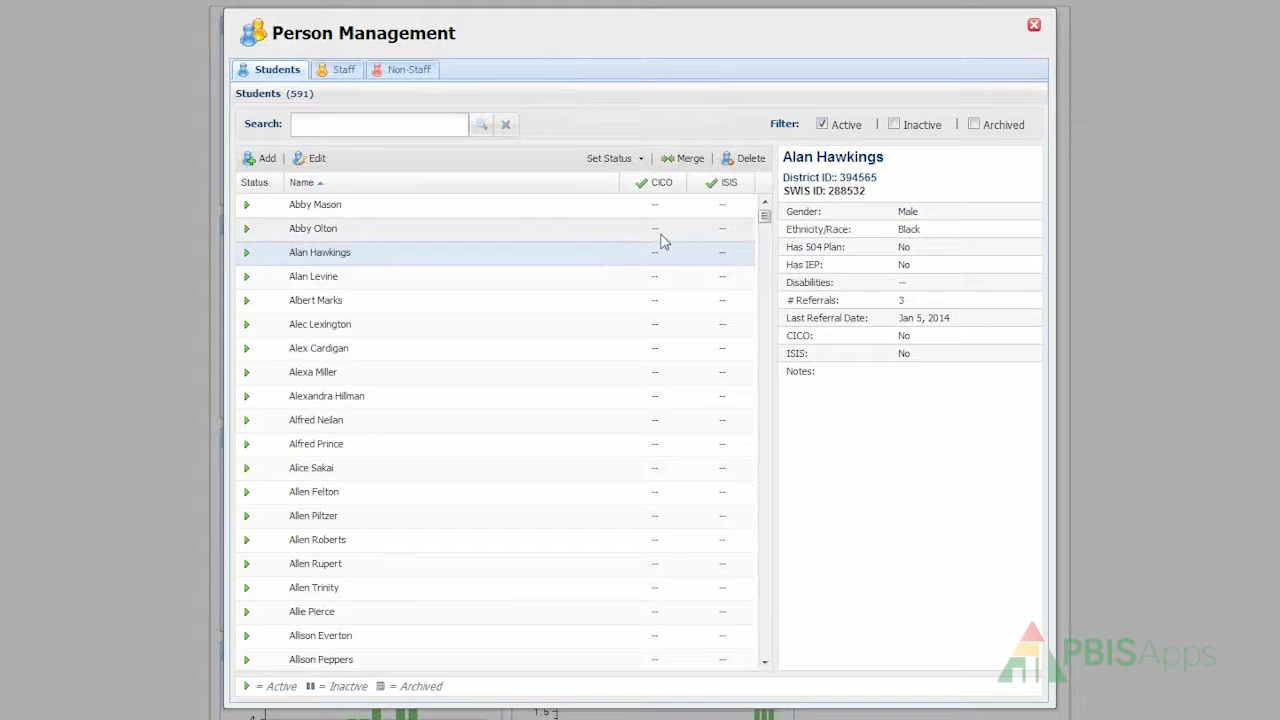 Person Management
Students Staff Non-Staff
Students (591)
Search: Filter: Active | Inactive | Archived
Add Edit Set Status | Merge | Delete
Status Name CICO ISIS
Abby Mason -- --
Abby Olton -- --
Alan Hawkings -- --
Alan Levine -- --
Albert Marks -- --
Alec Lexington -- --
Alex Cardigan -- --
Alexa Miller -- --
Alexandra Hillman -- --
Alfred Neilan -- --
Alfred Prince -- --
Alice Sakai -- --
Allen Felton -- --
Allen Piltzer -- --
Allen Roberts -- --
Allen Rupert -- --
Allen Trinity -- --
Allie Pierce -- --
Allison Everton -- --
Allison Peppers -- --
= Active = Inactive = Archived
Alan Hawkings
District ID:: 394565
SWIS ID: 288532
Gender: Male
Ethnicity/Race: Black
Has 504 Plan: No
Has IEP: No
Disabilities: --
# Referrals: 3
Last Referral Date: Jan 5, 2014
CICO: No
ISIS: No
Notes:
PBISApps
1.5